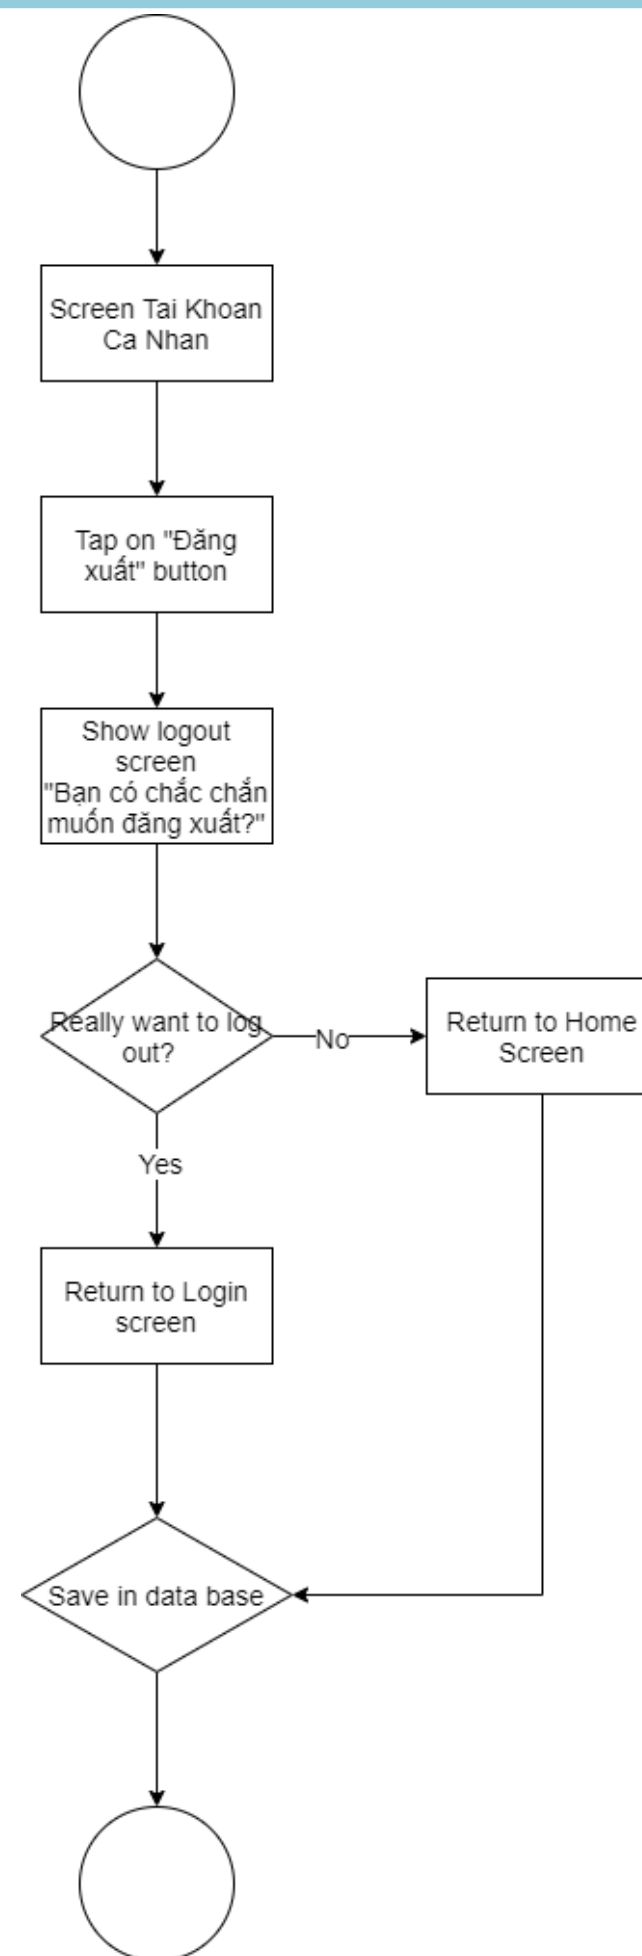 Screen Tai Khoan
Ca Nhan
Tap on "Đăng
xuất" button
Show logout
screen
"Bạn có chắc chắn
muốn đăng xuất?"
Really want to log
out?
No
Return to Home
Screen
Yes
Return to Login
screen
Save in data base